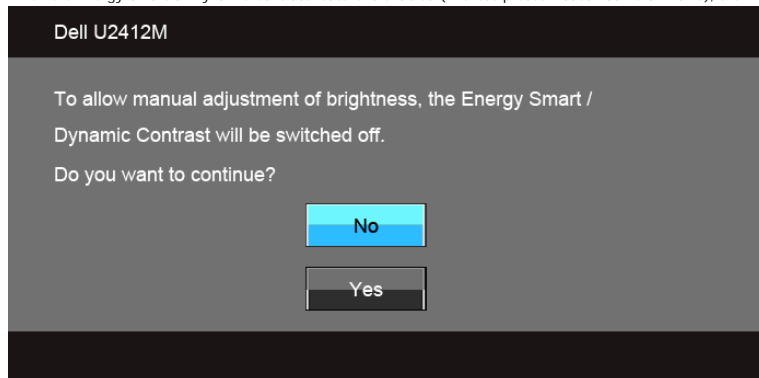 Dell U2412M
To allow manual adjustment of brightness, the Energy Smart /
Dynamic Contrast will be switched off.
Do you want to continue?
No
Yes